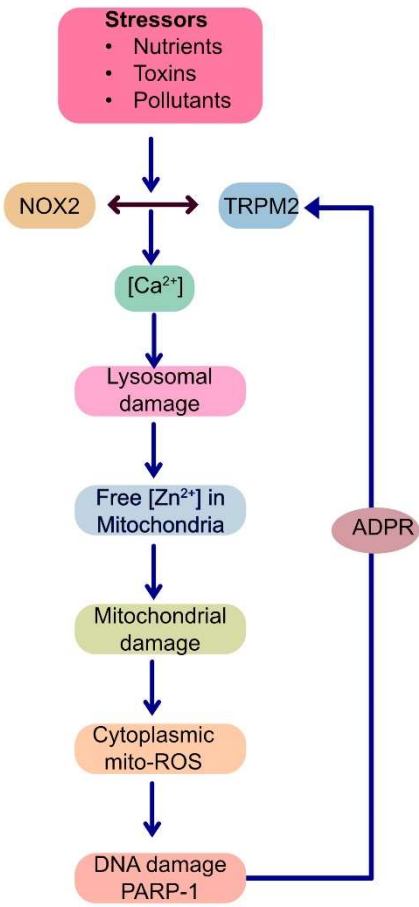 Stressors
• Nutrients
• Toxins
• Pollutants
NOX2
TRPM2
[Ca²⁺]
Lysosomal
damage
Free [Zn²⁺] in
Mitochondria
ADPR
Mitochondrial
damage
Cytoplasmic
mito-ROS
DNA damage
PARP-1